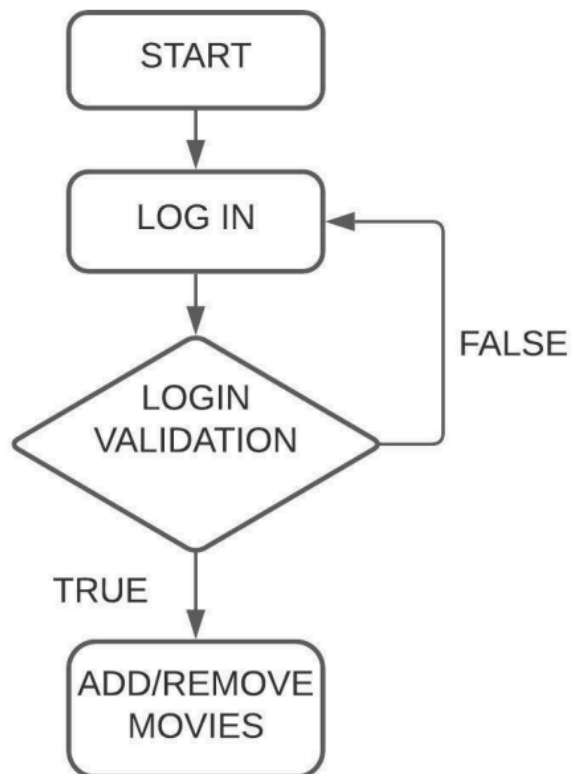 START
LOG IN
LOGIN
VALIDATION
FALSE
TRUE
ADD/REMOVE
MOVIES